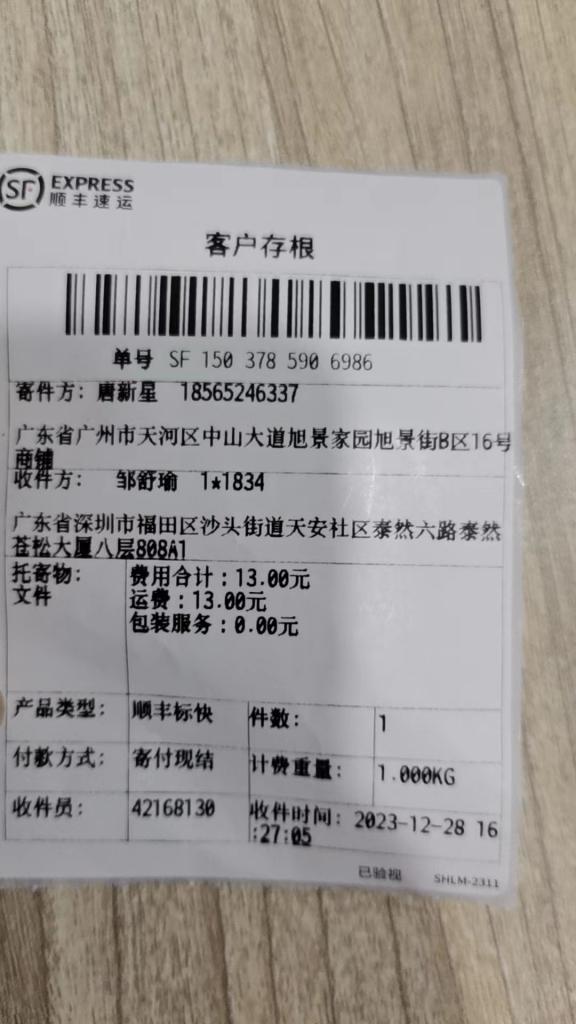 SF EXPRESS
顺丰速运
客户存根
单号 SF 150 378 590 6986
寄件方: 唐新星 18565246337
广东省广州市天河区中山大道旭景家园旭景街B区16号
商铺
收件方: 邹舒瑜 1*1834
广东省深圳市福田区沙头街道天安社区泰然六路泰然
苍松大厦八层808A1
托寄物: 费用合计:13.00元
文件 运费:13.00元
包装服务:0.00元
产品类型: 顺丰标快 件数: 1
付款方式: 寄付现结 计费重量: 1.000KG
收件员: 42168130 收件时间: 2023-12-28 16
:27:05
已验视 SHLM-2311